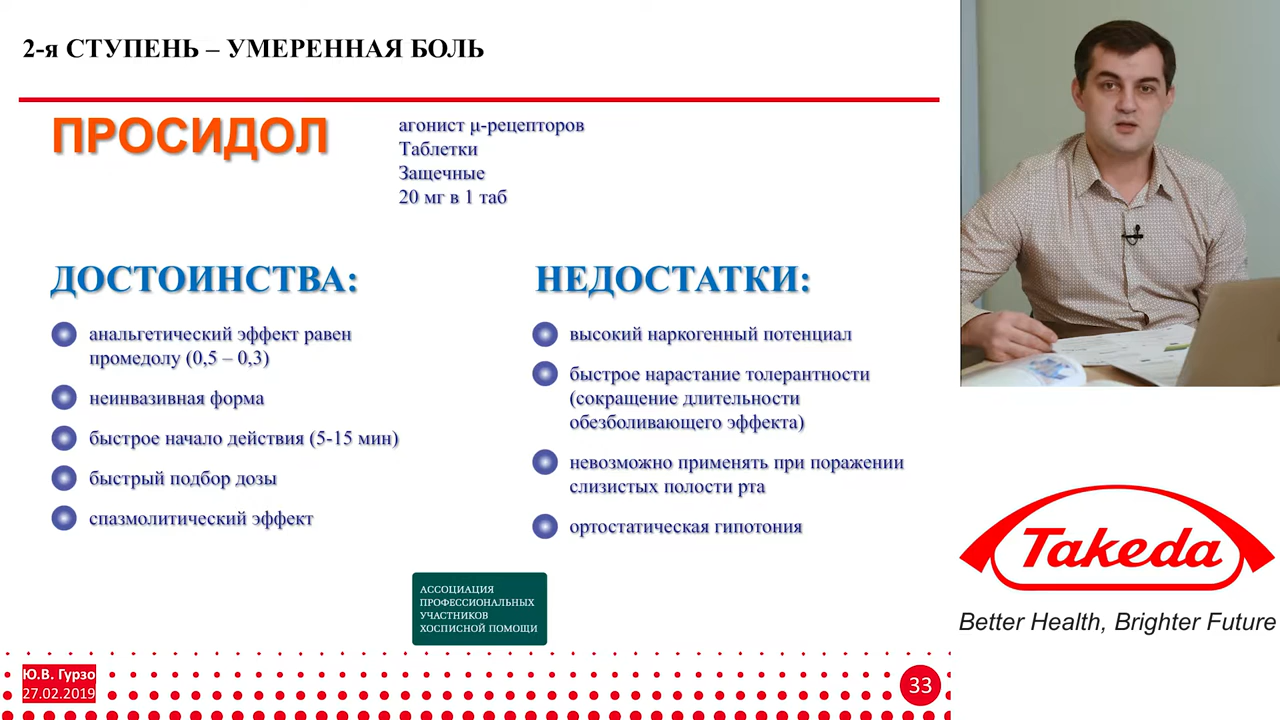 2-я СТУПЕНЬ – УМЕРЕННАЯ БОЛЬ
ПРОСИДОЛ
агонист μ-рецепторов
Таблетки
Защечные
20 мг в 1 таб
ДОСТОИНСТВА:
анальгетический эффект равен
промедолу (0,5 – 0,3)
неинвазивная форма
быстрое начало действия (5-15 мин)
быстрый подбор дозы
спазмолитический эффект
НЕДОСТАТКИ:
высокий наркогенный потенциал
быстрое нарастание толерантности
(сокращение длительности
обезболивающего эффекта)
невозможно применять при поражении
слизистых полости рта
ортостатическая гипотония
АССОЦИАЦИЯ
ПРОФЕССИОНАЛЬНЫХ
УЧАСТНИКОВ
ХОСПИСНОЙ ПОМОЩИ
Ю.В. Гурзо
27.02.2019
33
Takeda
Better Health, Brighter Future